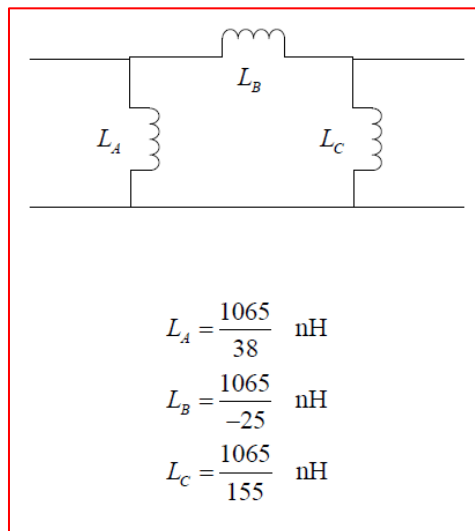 L_B
L_A
L_C
L_A = 1065/38 nH
L_B = 1065/-25 nH
L_C = 1065/155 nH